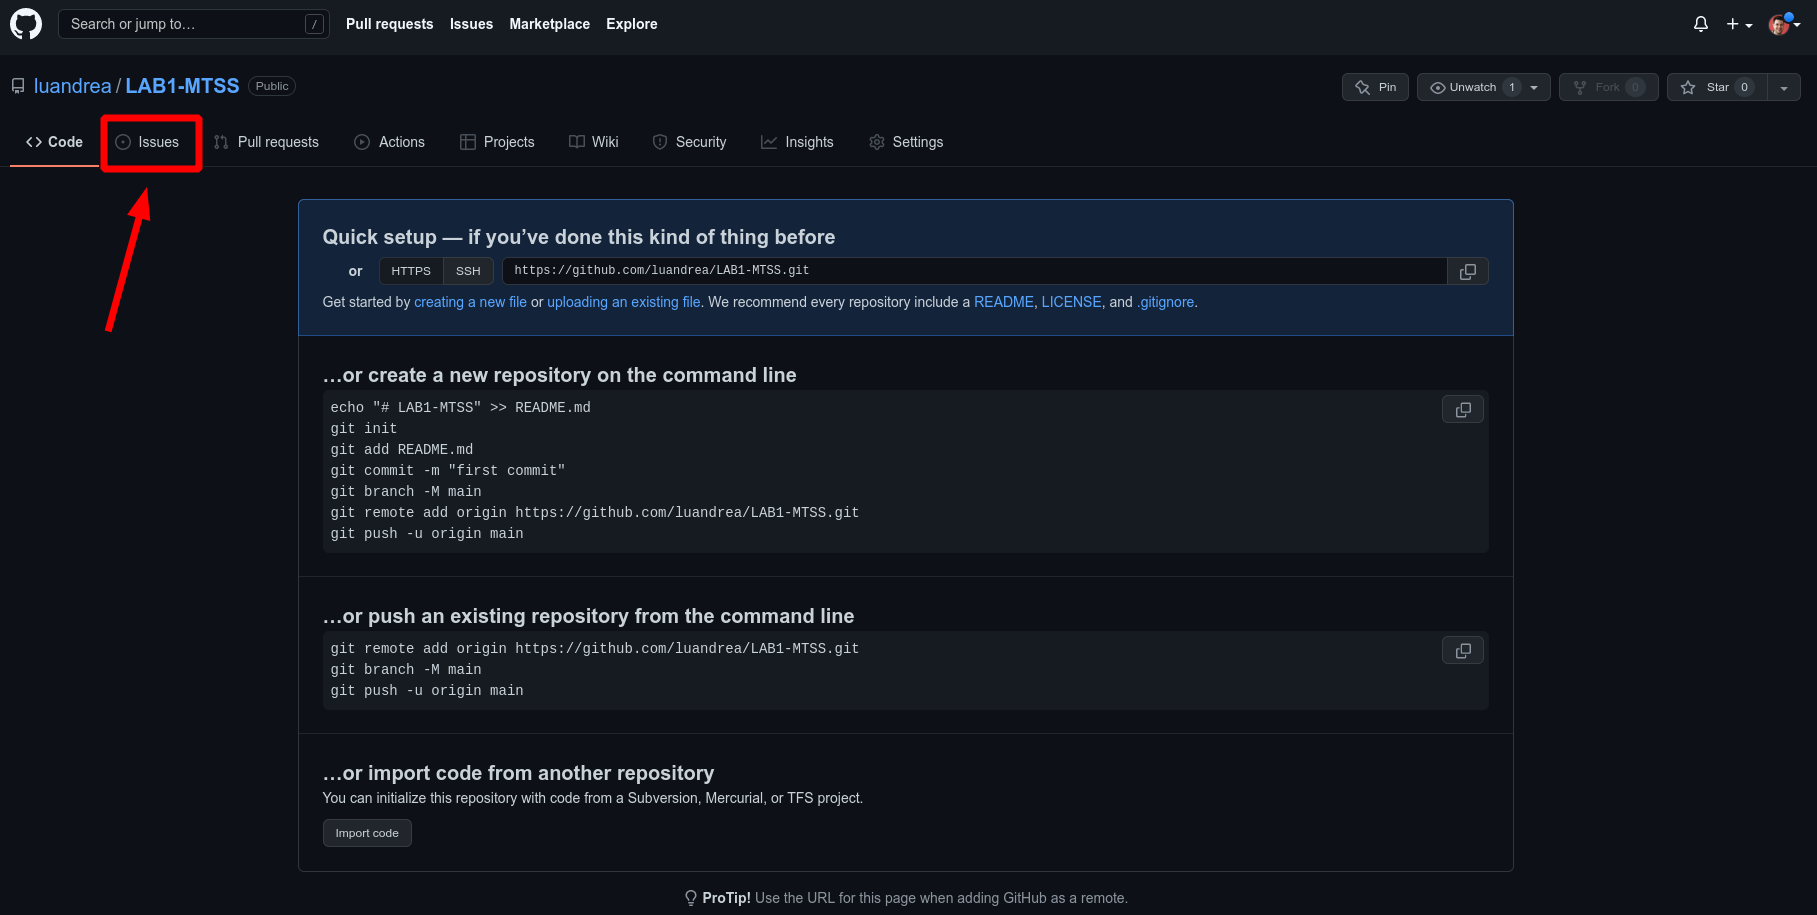 Search or jump to…
/
Pull requests
Issues
Marketplace
Explore
luandrea / LAB1-MTSS
Public
Pin
Unwatch 1
Fork 0
Star 0
Code
Issues
Pull requests
Actions
Projects
Wiki
Security
Insights
Settings
Quick setup — if you’ve done this kind of thing before
or
HTTPS
SSH
https://github.com/luandrea/LAB1-MTSS.git
Get started by creating a new file or uploading an existing file. We recommend every repository include a README, LICENSE, and .gitignore.
…or create a new repository on the command line
echo "# LAB1-MTSS" >> README.md
git init
git add README.md
git commit -m "first commit"
git branch -M main
git remote add origin https://github.com/luandrea/LAB1-MTSS.git
git push -u origin main
…or push an existing repository from the command line
git remote add origin https://github.com/luandrea/LAB1-MTSS.git
git branch -M main
git push -u origin main
…or import code from another repository
You can initialize this repository with code from a Subversion, Mercurial, or TFS project.
Import code
ProTip! Use the URL for this page when adding GitHub as a remote.